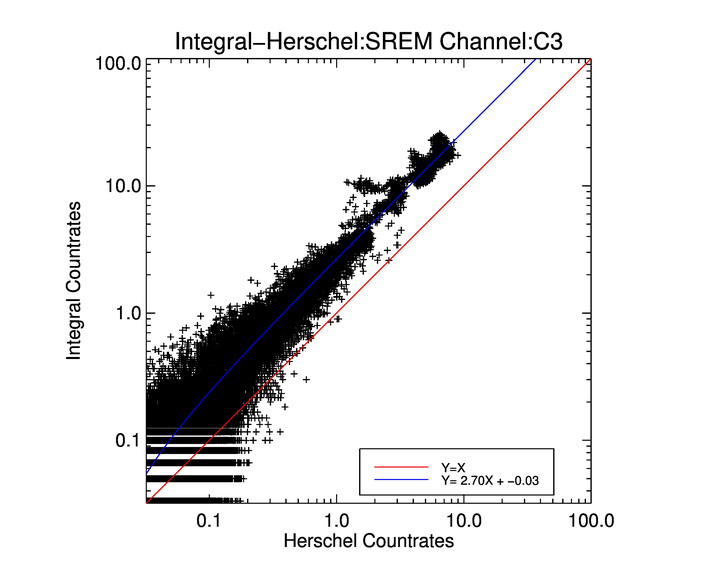 Integral−Herschel:SREM Channel:C3
100.0
10.0
1.0
0.1
Integral Countrates
Y=X
Y= 2.70X + −0.03
0.1 1.0 10.0 100.0
Herschel Countrates